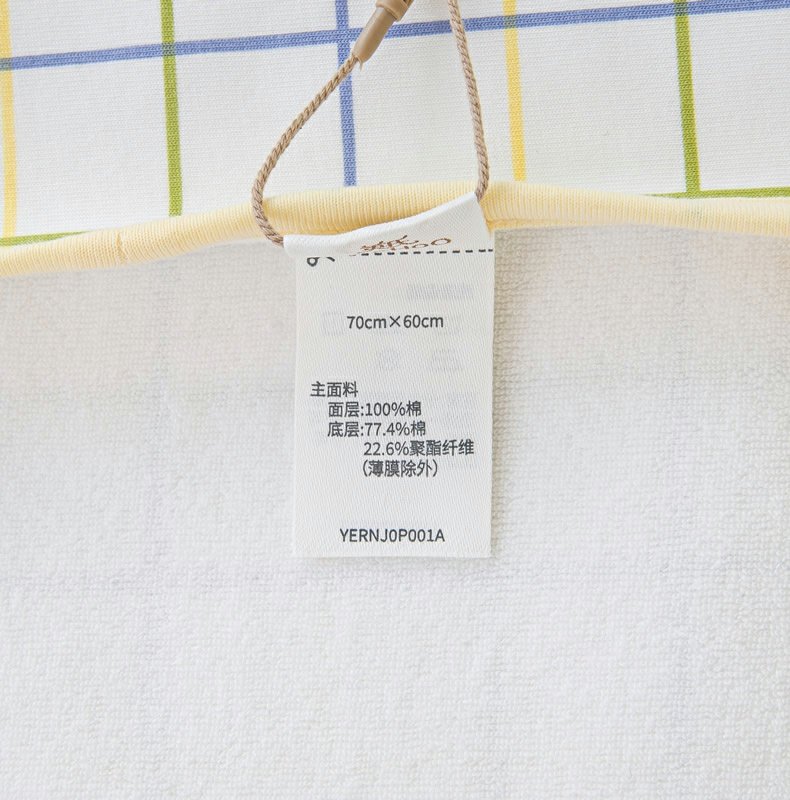 70cm×60cm
主面料
面层:100%棉
底层:77.4%棉
22.6%聚酯纤维
(薄膜除外)
YERNJ0P001A